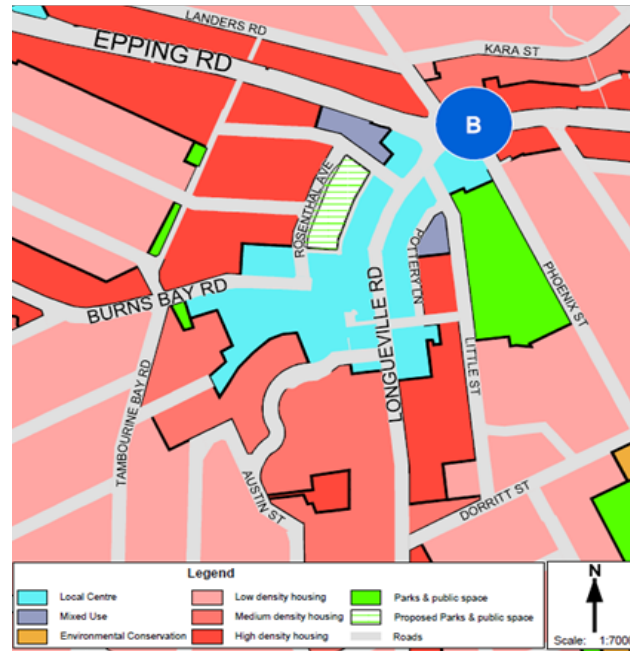 LANDERS RD
EPPING RD
KARA ST
B
ROSENTHAL AVE
POTTERY LN
PHOENIX ST
BURNS BAY RD
LONGUEVILLE RD
LITTLE ST
TAMBOURINE BAY RD
AUSTIN ST
DORRITT ST
Legend
Local Centre
Mixed Use
Environmental Conservation
Low density housing
Medium density housing
High density housing
Parks & public space
Proposed Parks & public space
Roads
N
Scale: 1:7000